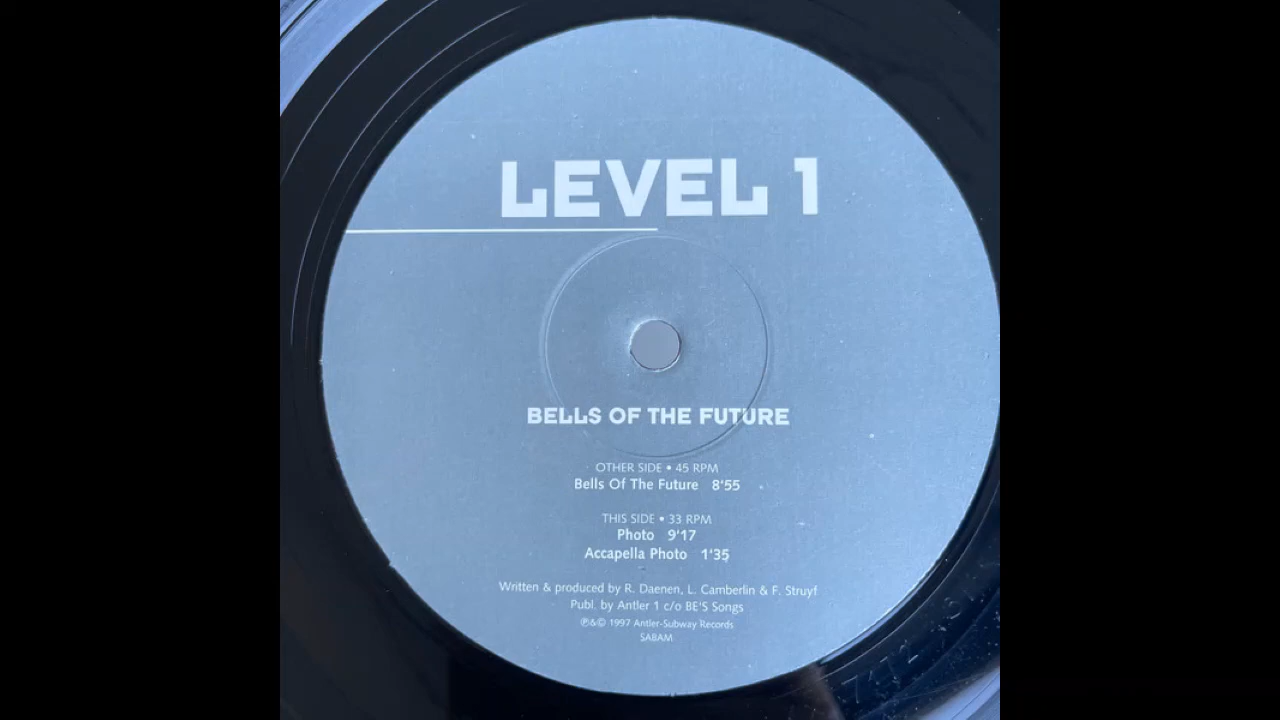 LEVEL 1
BELLS OF THE FUTURE
OTHER SIDE • 45 RPM
Bells Of The Future 8'55
THIS SIDE • 33 RPM
Photo 9'17
Accapella Photo 1'35
Written & produced by R. Daenen, L. Camberlin & F. Struyf
Publ. by Antler 1 c/o BE'S Songs
℗&© 1997 Antler-Subway Records
SABAM